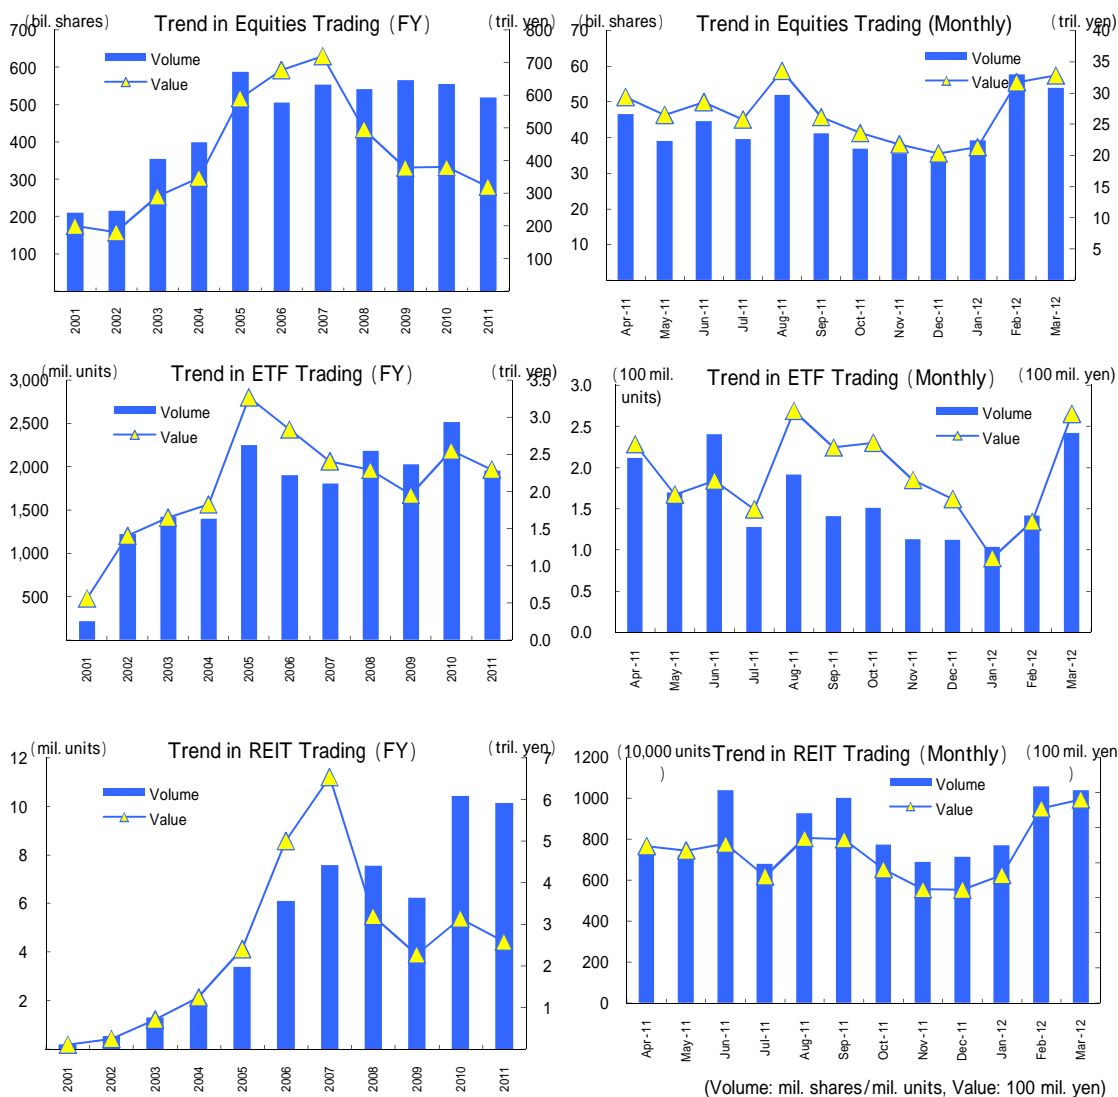 Trend in Equities Trading (FY)
(bil. shares)
(tril. yen)
Volume
Value
700
600
500
400
300
200
100
800
700
600
500
400
300
200
100
2001
2002
2003
2004
2005
2006
2007
2008
2009
2010
2011
Trend in Equities Trading (Monthly)
(bil. shares)
(tril. yen)
Volume
Value
70
60
50
40
30
20
10
40
35
30
25
20
15
10
5
Apr-11
May-11
Jun-11
Jul-11
Aug-11
Sep-11
Oct-11
Nov-11
Dec-11
Jan-12
Feb-12
Mar-12
Trend in ETF Trading (FY)
(mil. units)
(tril. yen)
Volume
Value
3,000
2,500
2,000
1,500
1,000
500
3.5
3.0
2.5
2.0
1.5
1.0
0.5
0.0
2001
2002
2003
2004
2005
2006
2007
2008
2009
2010
2011
Trend in ETF Trading (Monthly)
(100 mil.
units)
(100 mil. yen)
Volume
Value
3.0
2.5
2.0
1.5
1.0
0.5
0.0
Apr-11
May-11
Jun-11
Jul-11
Aug-11
Sep-11
Oct-11
Nov-11
Dec-11
Jan-12
Feb-12
Mar-12
Trend in REIT Trading (FY)
(mil. units)
(tril. yen)
Volume
Value
12
10
8
6
4
2
7
6
5
4
3
2
1
2001
2002
2003
2004
2005
2006
2007
2008
2009
2010
2011
Trend in REIT Trading (Monthly)
(10,000 units
)
(100 mil. yen
)
Volume
Value
1200
1000
800
600
400
200
0
Apr-11
May-11
Jun-11
Jul-11
Aug-11
Sep-11
Oct-11
Nov-11
Dec-11
Jan-12
Feb-12
Mar-12
(Volume: mil. shares/mil. units, Value: 100 mil. yen)